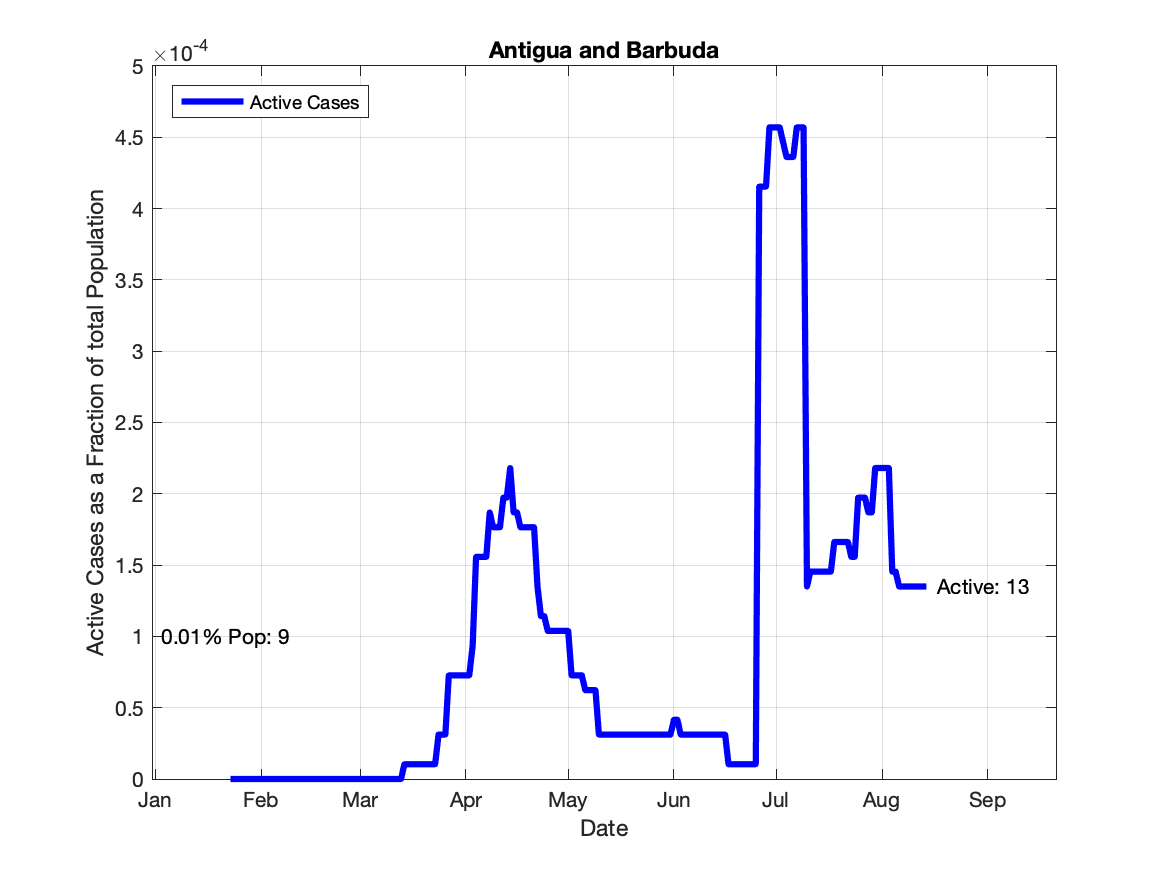 Antigua and Barbuda
×10-4
Active Cases
5
4.5
4
3.5
3
2.5
2
1.5
1
0.5
0
Active Cases as a Fraction of total Population
0.01% Pop: 9
Active: 13
Jan Feb Mar Apr May Jun Jul Aug Sep
Date